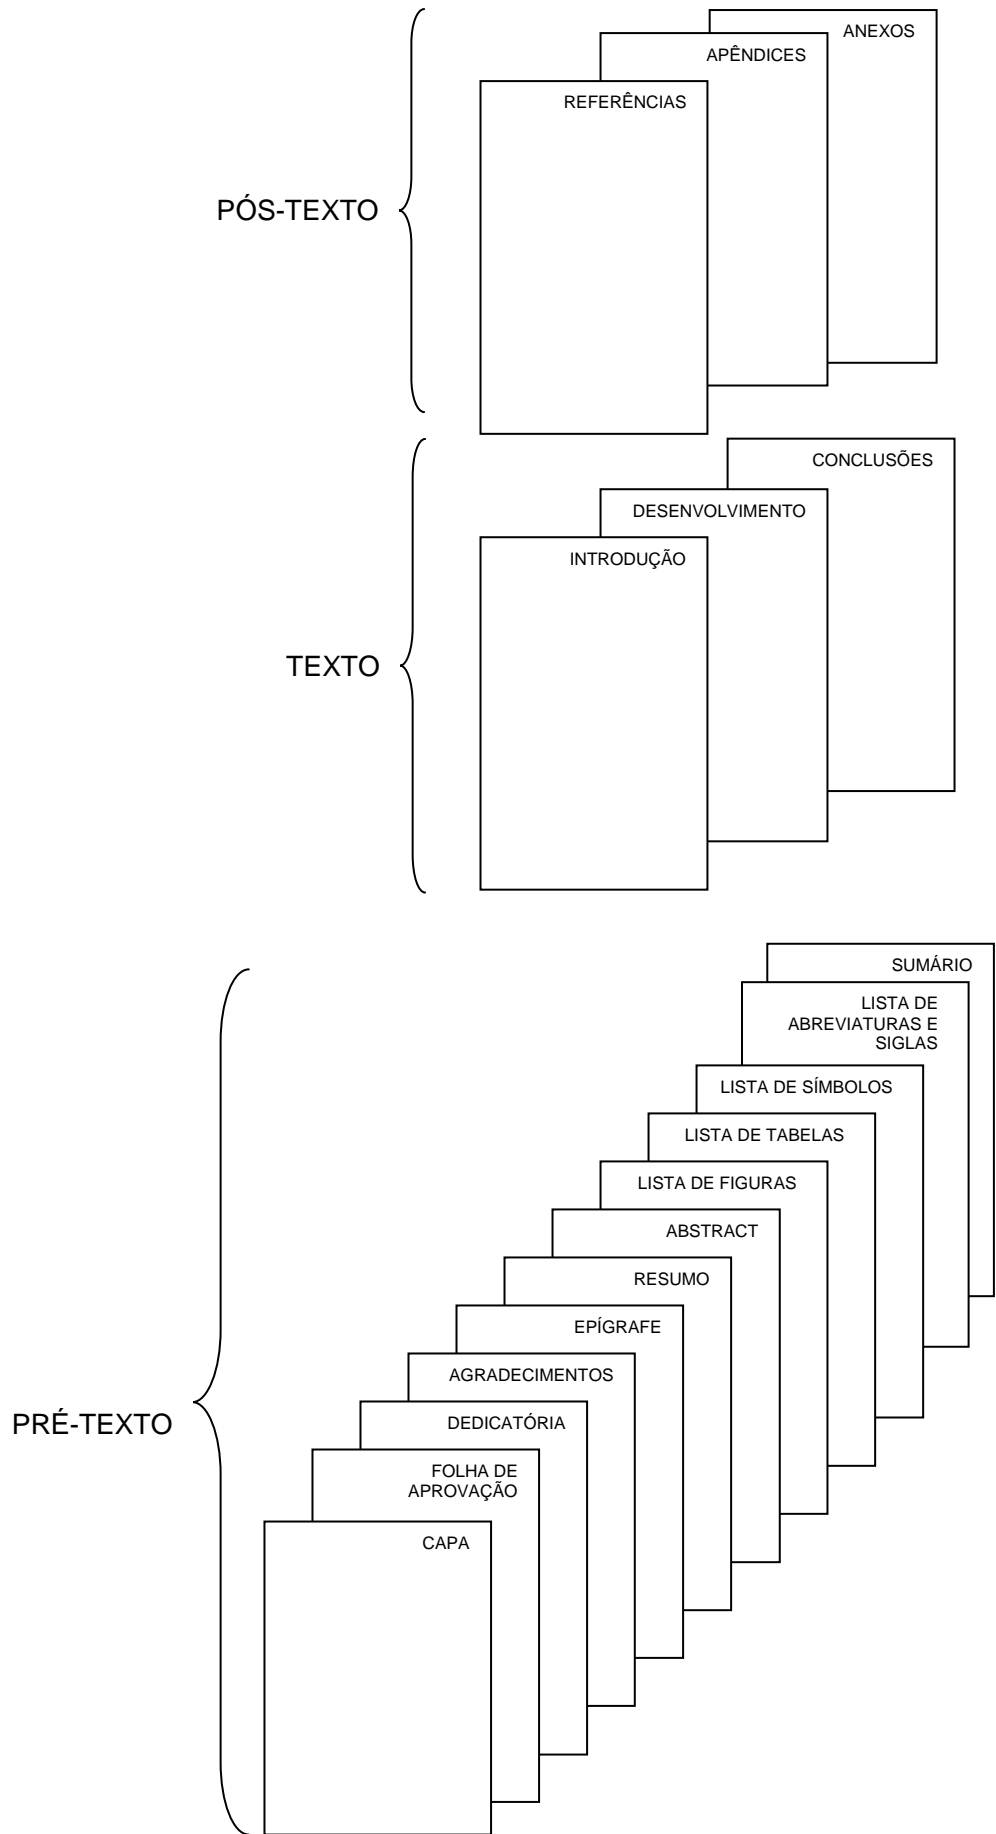 ANEXOS
APÊNDICES
REFERÊNCIAS
PÓS-TEXTO
CONCLUSÕES
DESENVOLVIMENTO
INTRODUÇÃO
TEXTO
SUMÁRIO
LISTA DE
ABREVIATURAS E
SIGLAS
LISTA DE SÍMBOLOS
LISTA DE TABELAS
LISTA DE FIGURAS
ABSTRACT
RESUMO
EPÍGRAFE
AGRADECIMENTOS
DEDICATÓRIA
PRÉ-TEXTO
FOLHA DE
APROVAÇÃO
CAPA